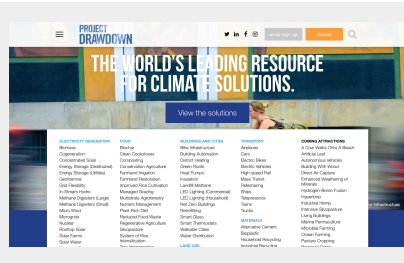 PROJECT
DRAWDOWN
email sign up
donate
THE WORLD'S LEADING RESOURCE
FOR CLIMATE SOLUTIONS.
View the solutions
ELECTRICITY GENERATION
Biomass
Cogeneration
Concentrated Solar
Energy Storage (Distributed)
Energy Storage (Utilities)
Geothermal
Grid Flexibility
In-Stream Hydro
Methane Digesters (Large)
Methane Digesters (Small)
Micro Wind
Microgrids
Nuclear
Rooftop Solar
Solar Farms
Solar Water
FOOD
Biochar
Clean Cookstoves
Composting
Conservation Agriculture
Farmland Irrigation
Farmland Restoration
Improved Rice Cultivation
Managed Grazing
Multistrata Agroforestry
Nutrient Management
Plant-Rich Diet
Reduced Food Waste
Regenerative Agriculture
Silvopasture
System of Rice
Intensification
BUILDINGS AND CITIES
Bike Infrastructure
Building Automation
District Heating
Green Roofs
Heat Pumps
Insulation
Landfill Methane
LED Lighting (Commercial)
LED Lighting (Household)
Net Zero Buildings
Retrofitting
Smart Glass
Smart Thermostats
Walkable Cities
Water Distribution
LAND USE
TRANSPORT
Airplanes
Cars
Electric Bikes
Electric Vehicles
High-speed Rail
Mass Transit
Ridesharing
Ships
Telepresence
Trains
Trucks
MATERIALS
Alternative Cement
Bioplastic
Household Recycling
Industrial Recycling
COMING ATTRACTIONS
A Cow Walks Onto A Beach
Artificial Leaf
Autonomous Vehicles
Building With Wood
Direct Air Capture
Enhanced Weathering of
Minerals
Hydrogen-Boron Fusion
Hyperloop
Industrial Hemp
Intensive Silvopasture
Living Buildings
Marine Permaculture
Microbial Farming
Ocean Farming
Pasture Cropping
Infrastructure